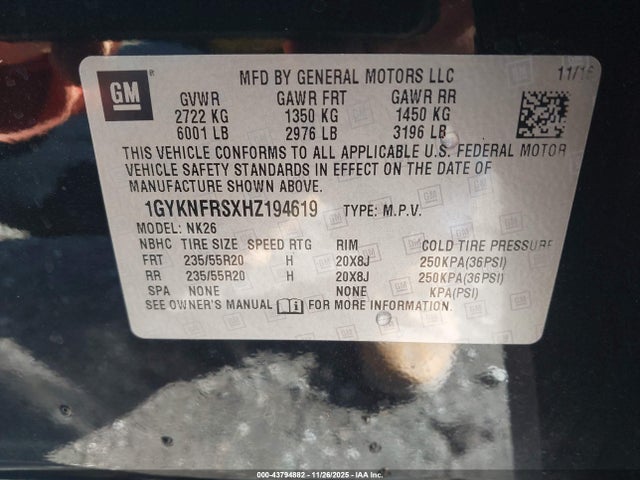 GM
MFD BY GENERAL MOTORS LLC 11/16
GVWR GAWR FRT GAWR RR
2722 KG 1350 KG 1450 KG
6001 LB 2976 LB 3196 LB
THIS VEHICLE CONFORMS TO ALL APPLICABLE U.S. FEDERAL MOTOR
VEHICLE SAFETY STANDARDS IN EFFECT ON THE DATE OF
MANUFACTURE SHOWN ABOVE.
1GYKNFRSXHZ194619 TYPE: M.P.V.
MODEL: NK26
NBHC TIRE SIZE SPEED RTG RIM COLD TIRE PRESSURE
FRT 235/55R20 H 20X8J 250KPA(36PSI)
RR 235/55R20 H 20X8J 250KPA(36PSI)
SPA NONE NONE KPA(PSI)
SEE OWNER'S MANUAL FOR MORE INFORMATION.
000-43794882 - 11/26/2025 - IAA Inc.